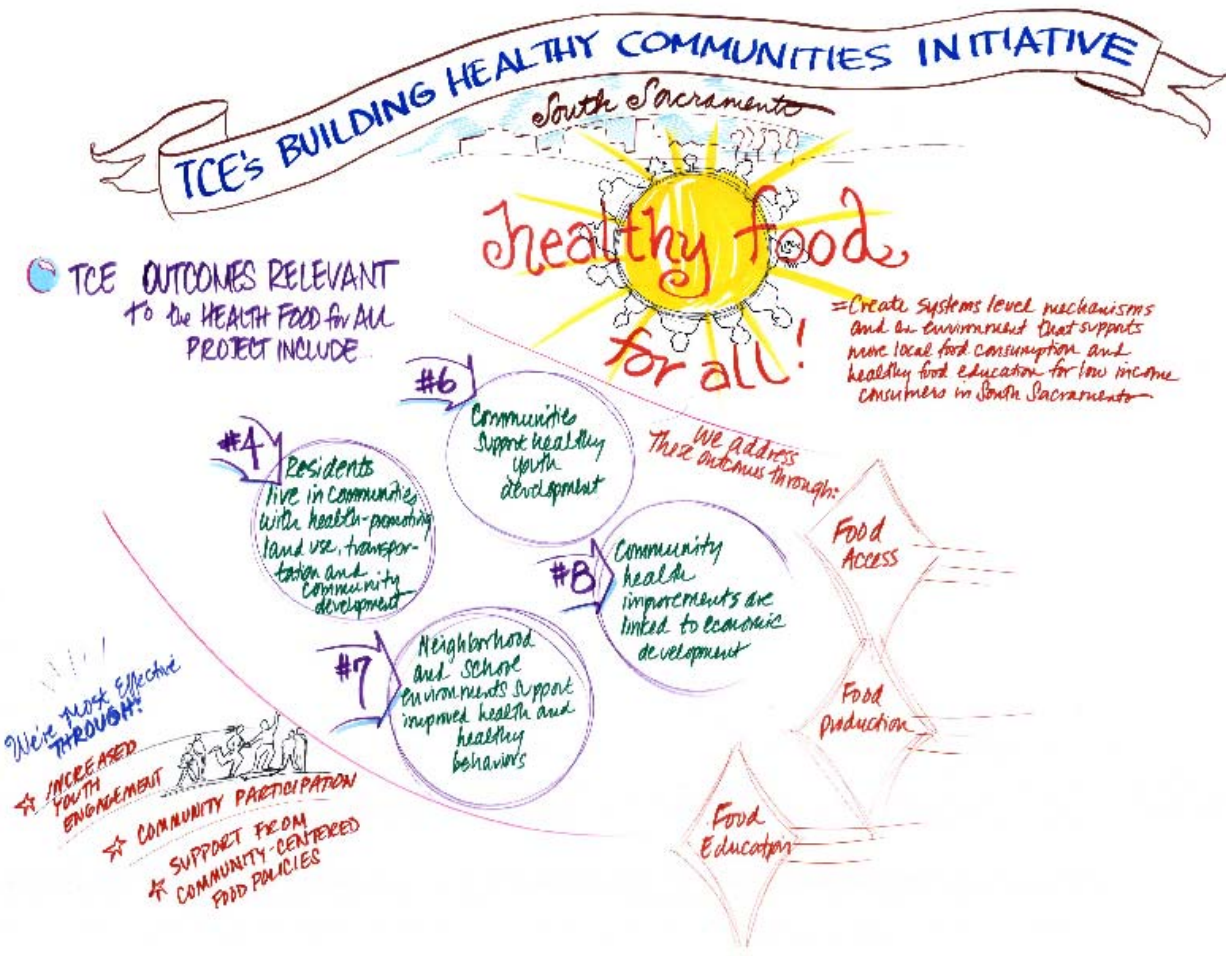 TCE's BUILDING HEALTHY COMMUNITIES INITIATIVE
South Sacramento
healthy food
for all!
= Create systems level mechanisms
and an environment that supports
more local food consumption and
healthy food education for low income
consumers in South Sacramento
TCE OUTCOMES RELEVANT
to the HEALTH FOOD for ALL
PROJECT INCLUDE
#6
Communities
support healthy
youth
development
#4
Residents
live in communities
with health-promoting
land use, transpor-
tation and
community
development
#8
Community
health
improvements are
linked to economic
development
#7
Neighborhood
and school
environments support
improved health and
healthy
behaviors
We address
These outcomes through:
Food
Access
Food
Production
Food
Education
We're most Effective
THROUGH:
INCREASED
YOUTH
ENGAGEMENT
COMMUNITY PARTICIPATION
SUPPORT FROM
COMMUNITY-CENTERED
FOOD POLICIES